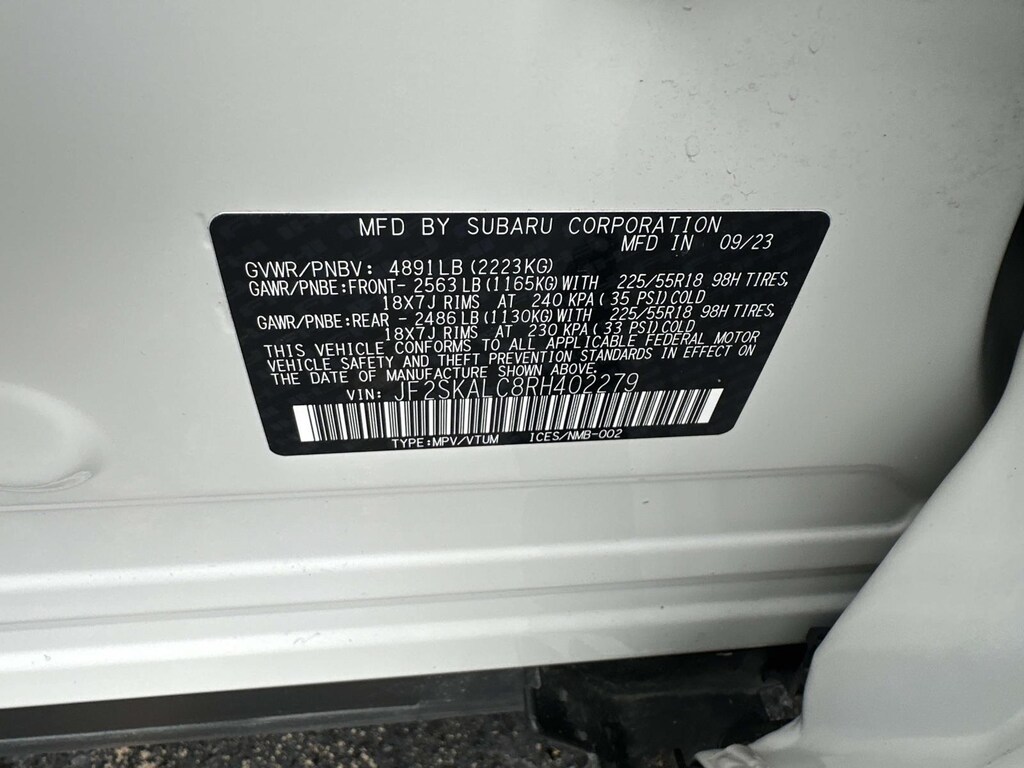 MFD BY SUBARU CORPORATION
MFD IN 09/23
GVWR/PNBV: 4891LB (2223KG)
GAWR/PNBE:FRONT- 2563 LB (1165KG) WITH 225/55R18 98H TIRES,
18X7J RIMS AT 240 KPA ( 35 PSI) COLD
GAWR/PNBE:REAR - 2486 LB (1130KG) WITH 225/55R18 98H TIRES,
18X7J RIMS AT 230 KPA ( 33 PSI) COLD
THIS VEHICLE CONFORMS TO ALL APPLICABLE FEDERAL MOTOR
VEHICLE SAFETY AND THEFT PREVENTION STANDARDS IN EFFECT ON
THE DATE OF MANUFACTURE SHOWN ABOVE.
VIN: JF2SKALC8RH402279
TYPE:MPV/VTUM ICES/NMB-002